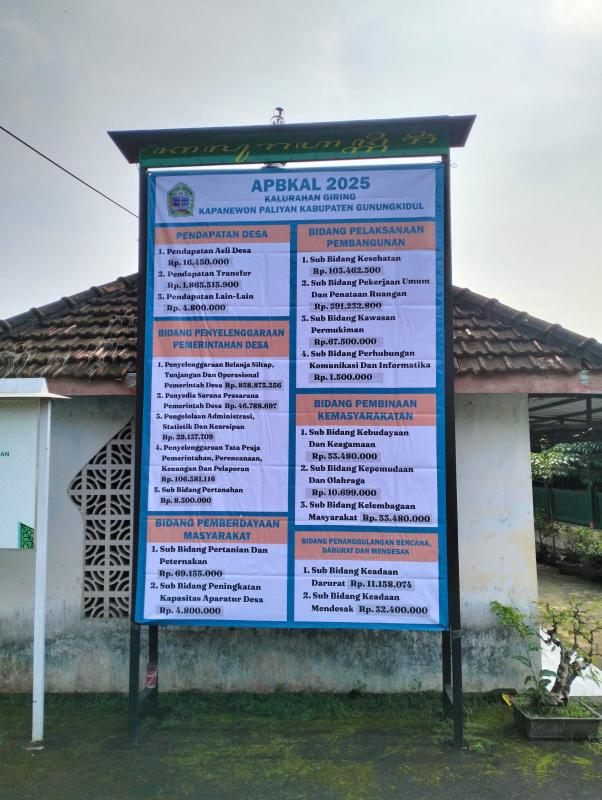 APBKAL 2025
KALURAHAN GIRING
KAPANEWON PALIYAN KABUPATEN GUNUNGKIDUL
PENDAPATAN DESA
1. Pendapatan Asli Desa
Rp. 16.450.000
2. Pendapatan Transfer
Rp. 1.865.515.900
3. Pendapatan Lain-Lain
Rp. 4.800.000
BIDANG PENYELENGGARAAN
PEMERINTAHAN DESA
1. Penyelenggaraan Belanja Siltap,
Tunjangan Dan Operasional
Pemerintah Desa Rp. 858.875.256
2. Penyedia Sarana Prasarana
Pemerintah Desa Rp. 46.788.697
3. Pengelolaan Administrasi,
Statistik Dan Kearsipan
Rp. 29.137.709
4. Penyelenggaraan Tata Praja
Pemerintahan, Perencanaan,
Keuangan Dan Pelaporan
Rp. 106.381.116
5. Sub Bidang Pertanahan
Rp. 8.300.000
BIDANG PEMBERDAYAAN
MASYARAKAT
1. Sub Bidang Pertanian Dan
Peternakan
Rp. 69.155.000
2. Sub Bidang Peningkatan
Kapasitas Aparatur Desa
Rp. 4.800.000
BIDANG PELAKSANAAN
PEMBANGUNAN
1. Sub Bidang Kesehatan
Rp. 103.462.500
2. Sub Bidang Pekerjaan Umum
Dan Penataan Ruangan
Rp. 391.232.800
3. Sub Bidang Kawasan
Permukiman
Rp.67.500.000
4. Sub Bidang Perhubungan
Komunikasi Dan Informatika
Rp. 1.500.000
BIDANG PEMBINAAN
KEMASYARAKATAN
1. Sub Bidang Kebudayaan
Dan Keagamaan
Rp. 53.480.000
2. Sub Bidang Kepemudaan
Dan Olahraga
Rp. 10.699.000
3. Sub Bidang Kelembagaan
Masyarakat Rp. 53.480.000
BIDANG PENANGGULANGAN BENCANA,
DARURAT DAN MENDESAK
1. Sub Bidang Keadaan
Darurat Rp. 11.158.074
2. Sub Bidang Keadaan
Mendesak Rp. 32.400.000